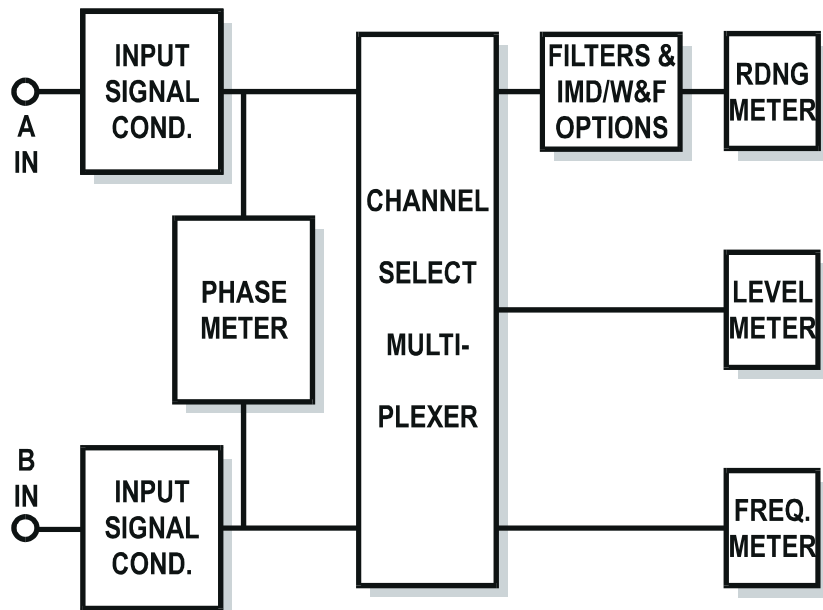 A
IN
INPUT
SIGNAL
COND.
PHASE
METER
B
IN
INPUT
SIGNAL
COND.
CHANNEL
SELECT
MULTI-
PLEXER
FILTERS &
IMD/W&F
OPTIONS
RDNG
METER
LEVEL
METER
FREQ.
METER